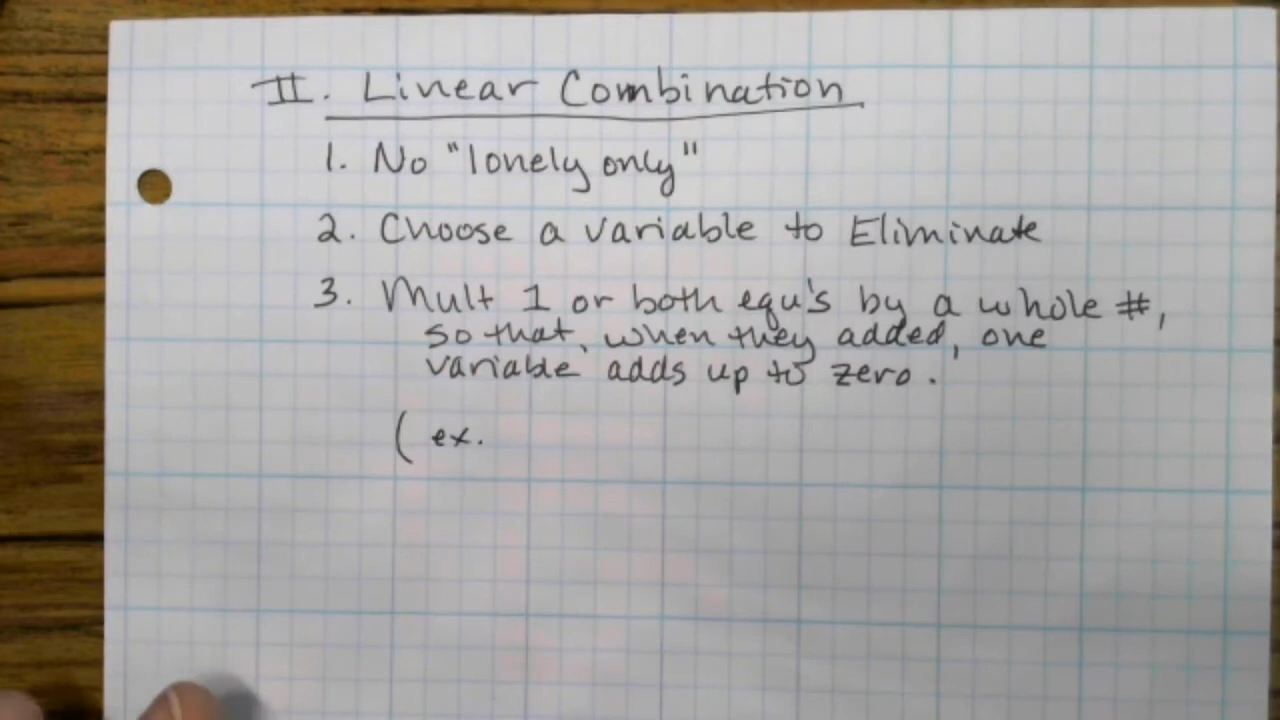 II. Linear Combination
1. No "lonely only"
2. Choose a variable to Eliminate
3. Mult 1 or both equ's by a whole #,
so that, when they added, one
variable adds up to zero.
( ex.